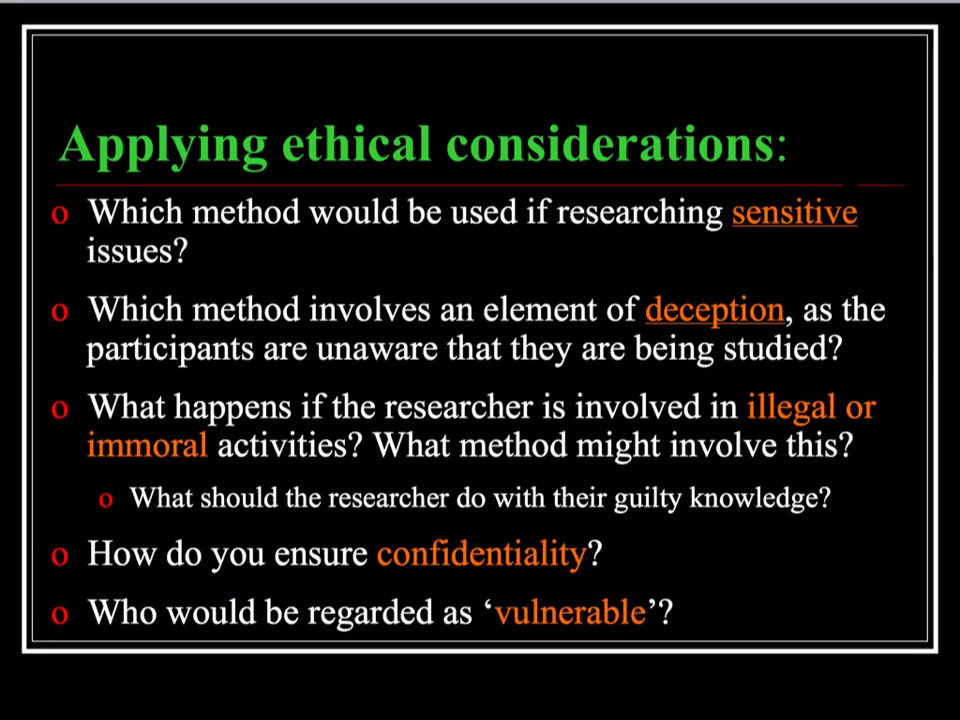 Applying ethical considerations:
o Which method would be used if researching sensitive
issues?
o Which method involves an element of deception, as the
participants are unaware that they are being studied?
o What happens if the researcher is involved in illegal or
immoral activities? What method might involve this?
o What should the researcher do with their guilty knowledge?
o How do you ensure confidentiality?
o Who would be regarded as ‘vulnerable’?